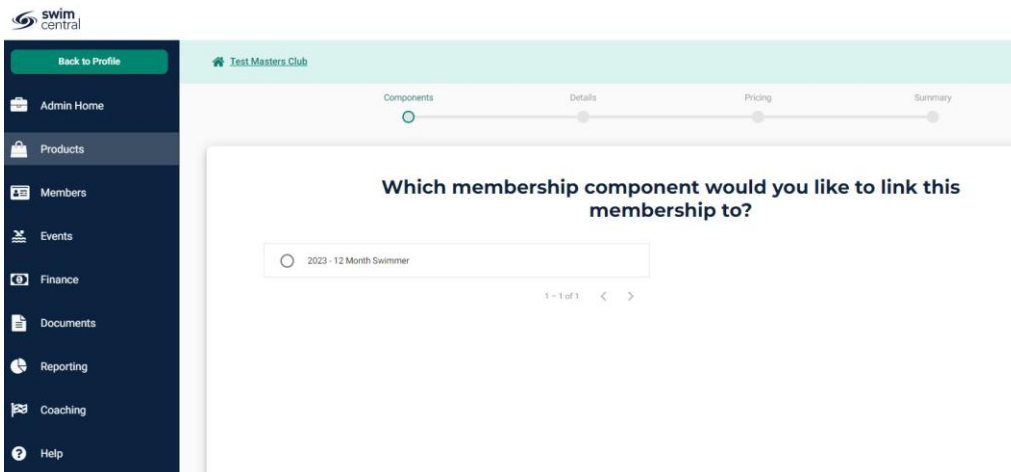 swim
central
Back to Profile
Test Masters Club
Admin Home
Components Details Pricing Summary
Products
Members
Which membership component would you like to link this
membership to?
Events
2023 - 12 Month Swimmer
Finance
1 – 1 of 1
Documents
Reporting
Coaching
Help